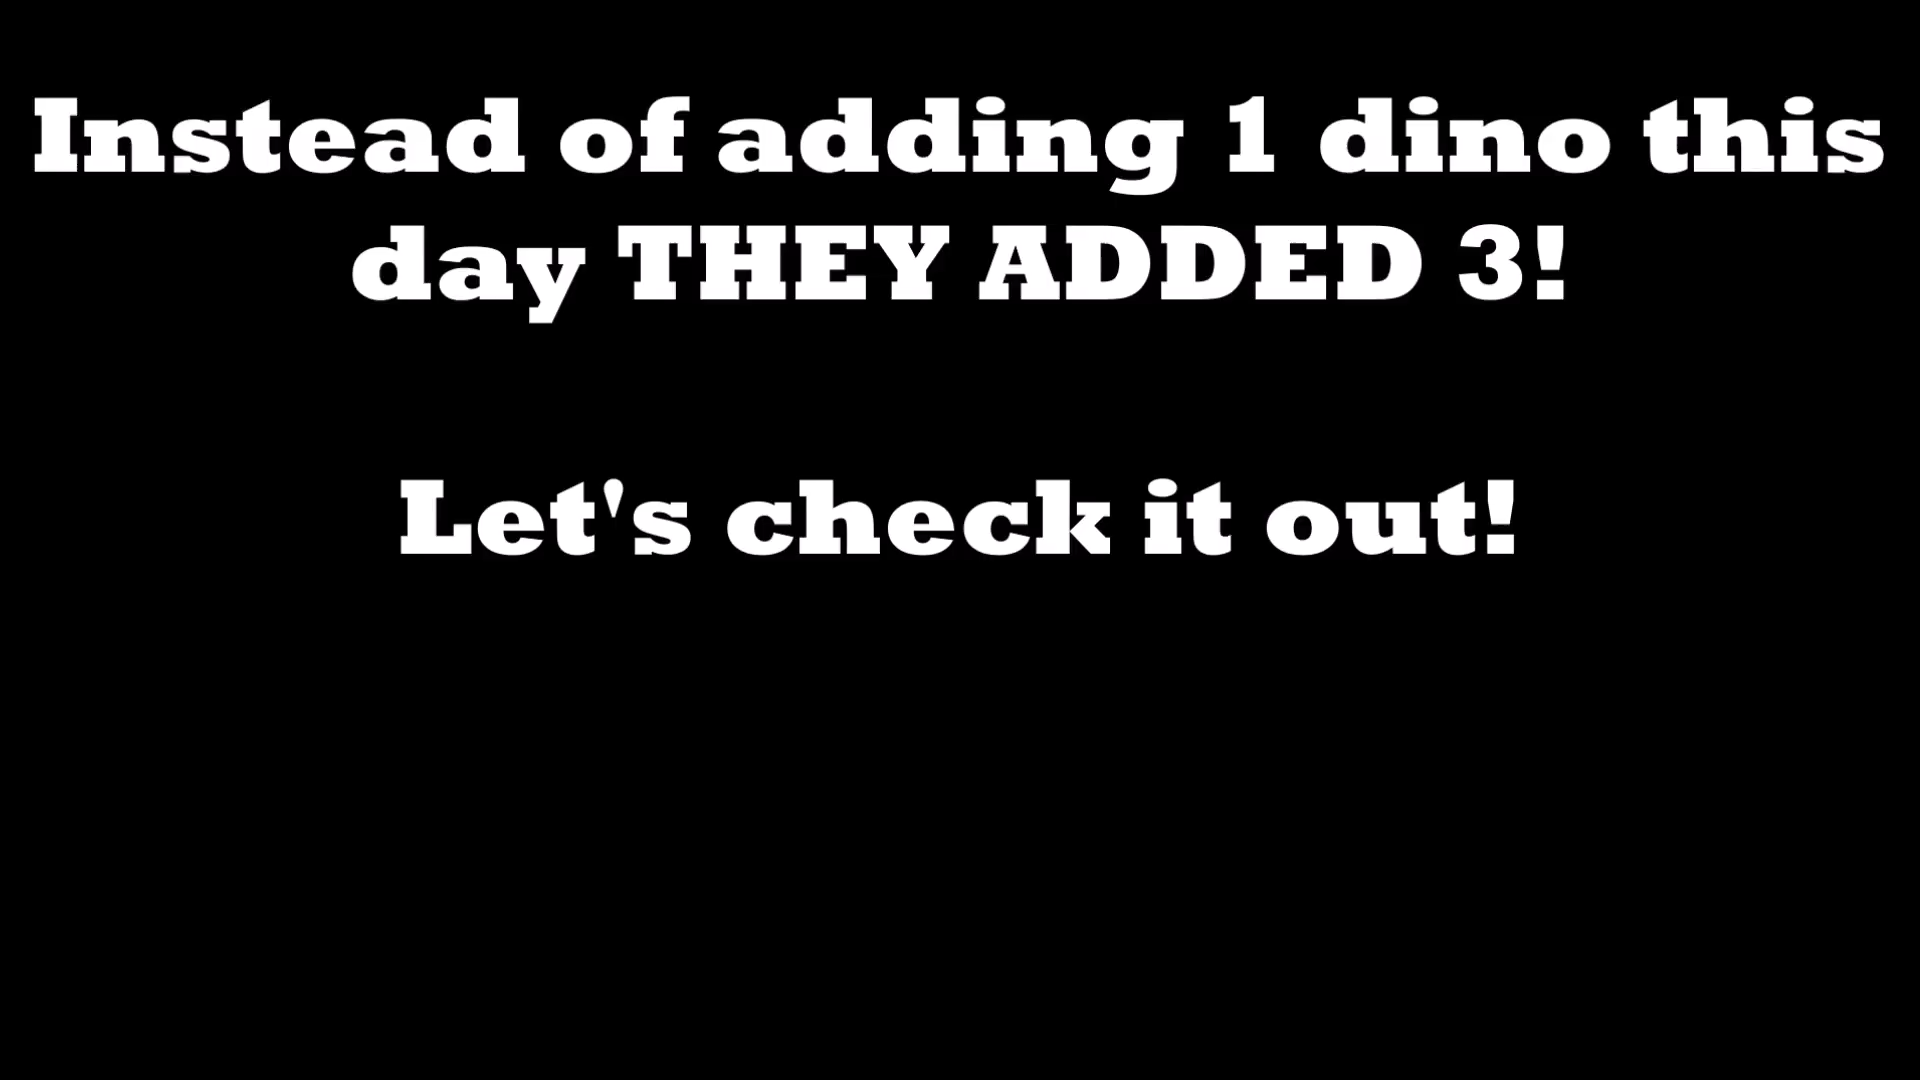 Instead of adding 1 dino this
day THEY ADDED 3!
Let's check it out!